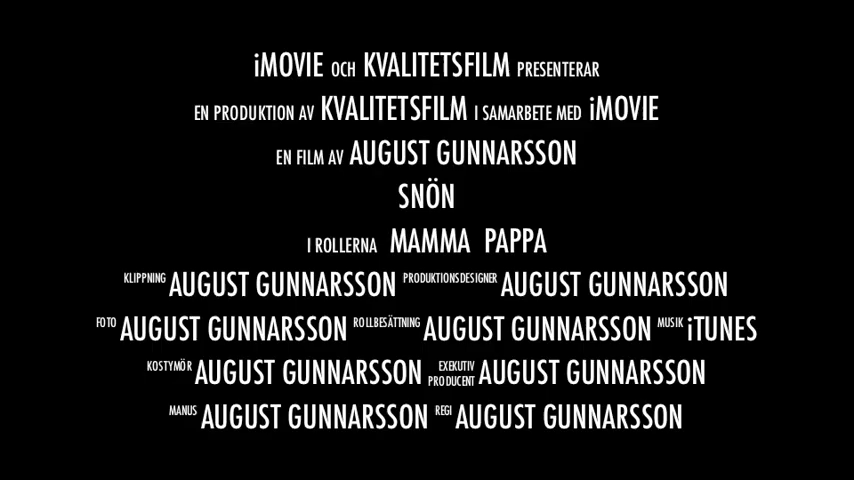 iMOVIE OCH KVALITETSFILM PRESENTERAR
EN PRODUKTION AV KVALITETSFILM I SAMARBETE MED iMOVIE
EN FILM AV AUGUST GUNNARSSON
SNÖN
I ROLLERNA MAMMA PAPPA
KLIPPNING AUGUST GUNNARSSON PRODUKTIONSDESIGNER AUGUST GUNNARSSON
FOTO AUGUST GUNNARSSON ROLLBESÄTTNING AUGUST GUNNARSSON MUSIK iTUNES
KOSTYMÖR AUGUST GUNNARSSON EXEKUTIV PRODUCENT AUGUST GUNNARSSON
MANUS AUGUST GUNNARSSON REGI AUGUST GUNNARSSON